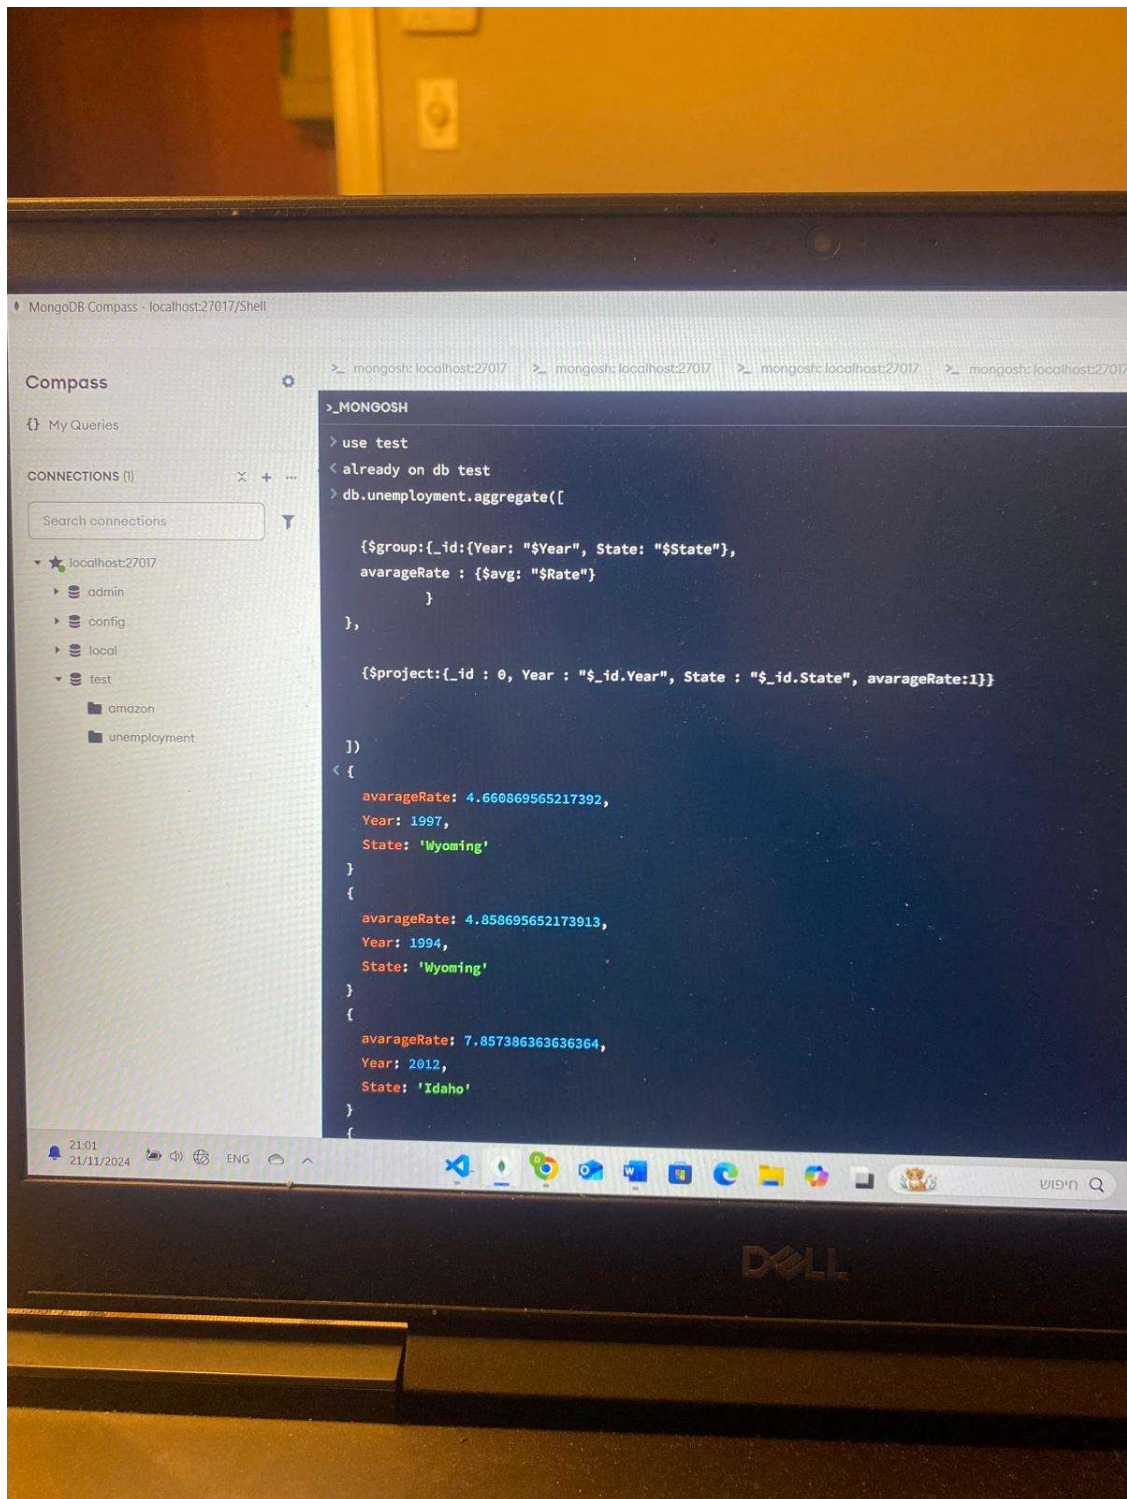 MongoDB Compass - localhost:27017/Shell
Compass
{} My Queries
CONNECTIONS (1)
Search connections
localhost:27017
admin
config
local
test
amazon
unemployment
>_ mongosh: localhost:27017 >_ mongosh: localhost:27017 >_ mongosh: localhost:27017 >_ mongosh: localhost:2701
>_MONGOSH
> use test
< already on db test
> db.unemployment.aggregate([
{$group:{_id:{Year: "$Year", State: "$State"},
avarageRate : {$avg: "$Rate"}
}
},
{$project:{_id : 0, Year : "$_id.Year", State : "$_id.State", avarageRate:1}}
])
< {
avarageRate: 4.660869565217392,
Year: 1997,
State: 'Wyoming'
}
{
avarageRate: 4.858695652173913,
Year: 1994,
State: 'Wyoming'
}
{
avarageRate: 7.857386363636364,
Year: 2012,
State: 'Idaho'
}
{
21:01
21/11/2024
ENG
חיפוש
DELL